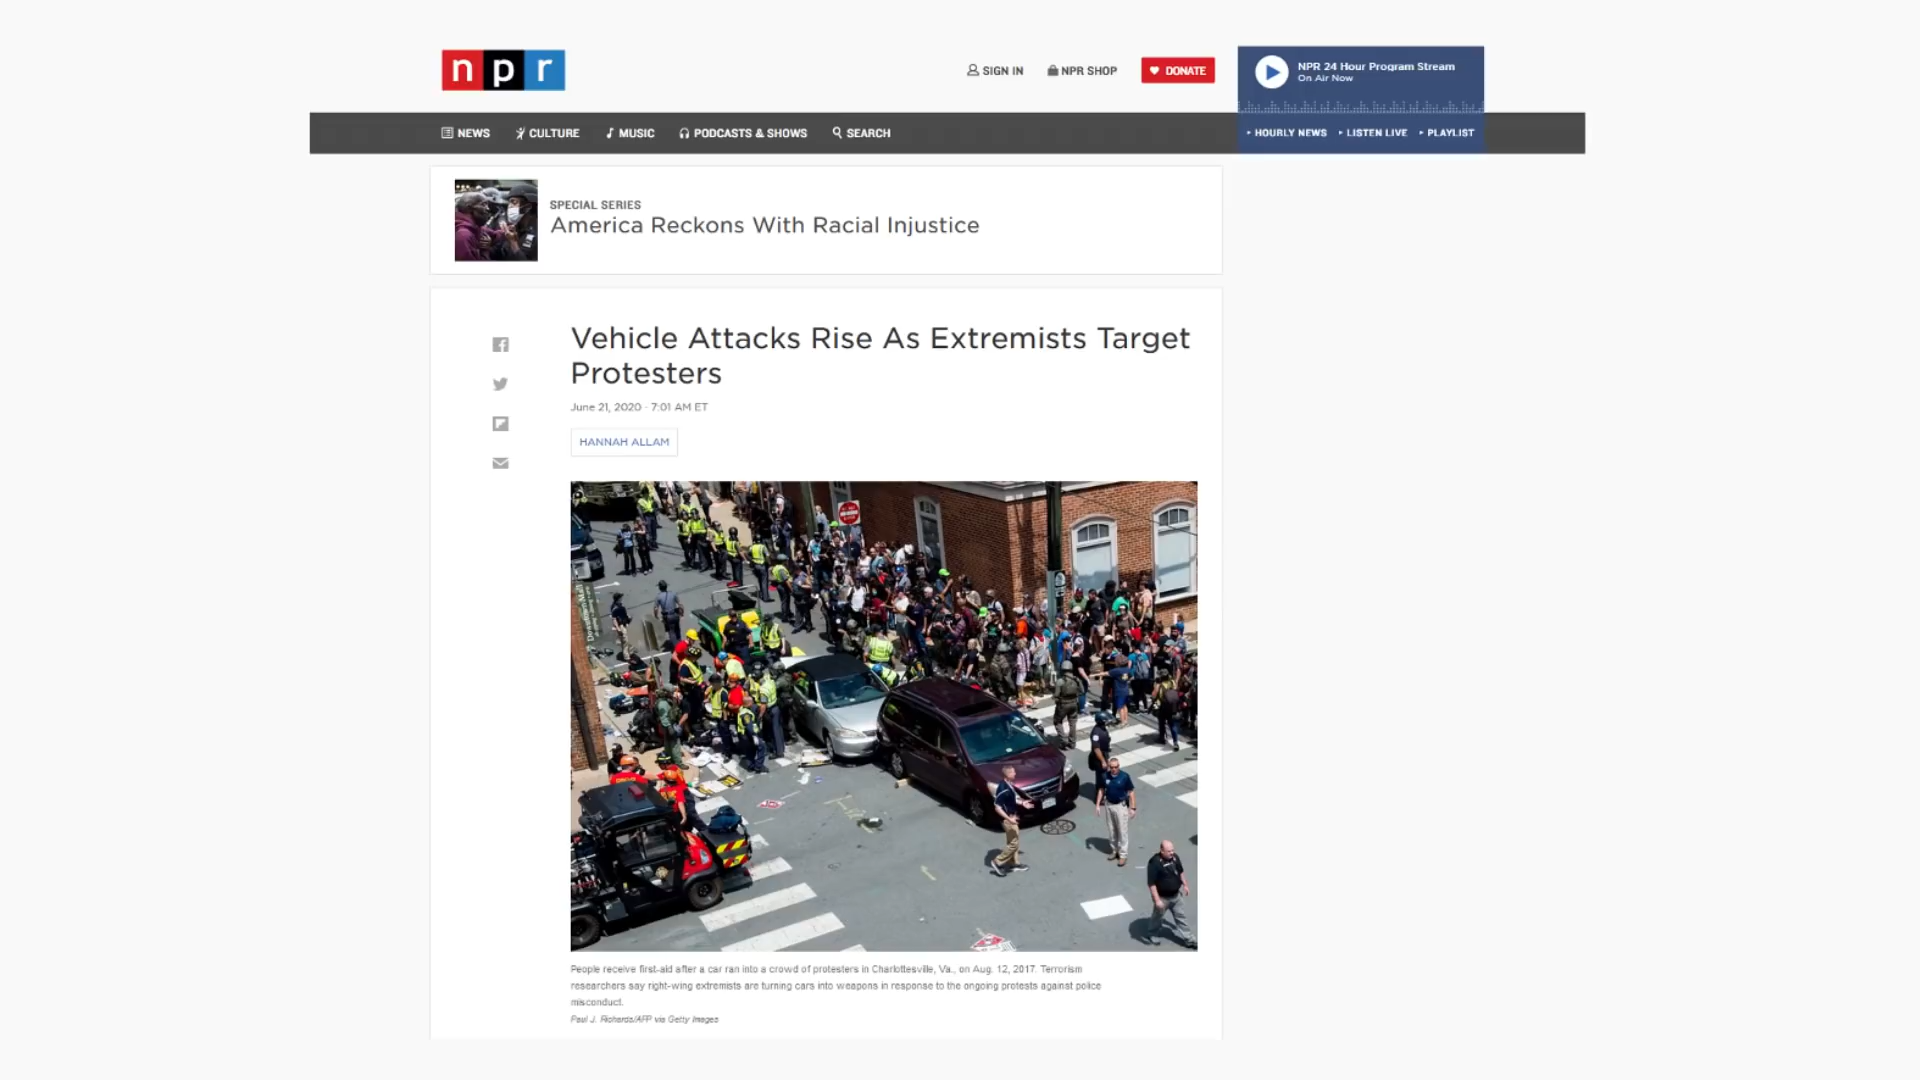 npr
SIGN IN
NPR SHOP
DONATE
NPR 24 Hour Program Stream
On Air Now
NEWS
CULTURE
MUSIC
PODCASTS & SHOWS
SEARCH
HOURLY NEWS
LISTEN LIVE
PLAYLIST
SPECIAL SERIES
America Reckons With Racial Injustice
Vehicle Attacks Rise As Extremists Target
Protesters
June 21, 2020 · 7:01 AM ET
HANNAH ALLAM
People receive first-aid after a car ran into a crowd of protesters in Charlottesville, Va., on Aug. 12, 2017. Terrorism
researchers say right-wing extremists are turning cars into weapons in response to the ongoing protests against police
misconduct.
Paul J. Richards/AFP via Getty Images